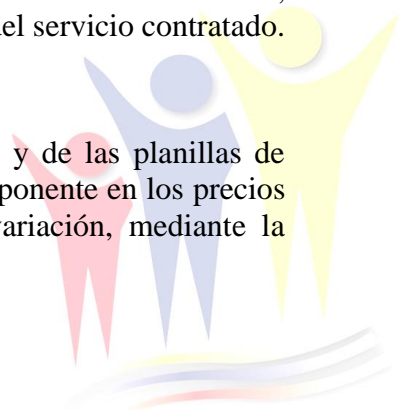 el servicio contratado.
y de las planillas de
ponente en los precios
variación, mediante la